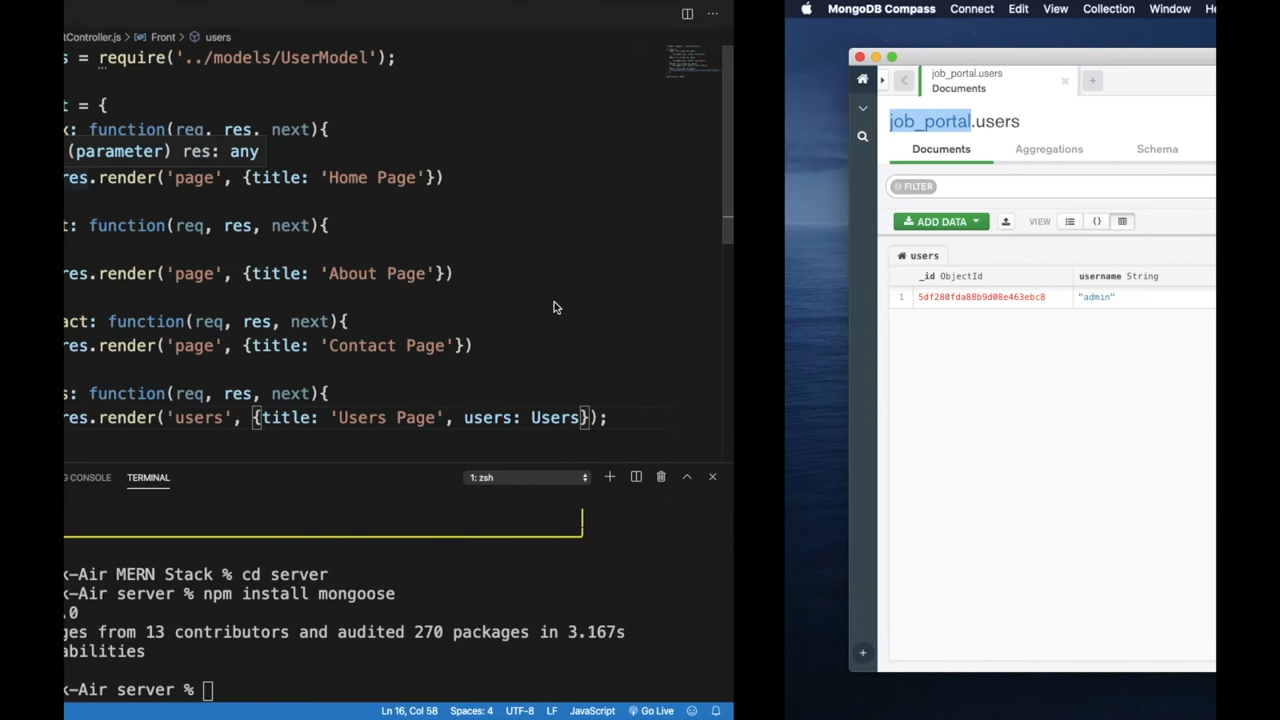 tController.js > Front > users
s = require('../models/UserModel');
t = {
x: function(req, res, next){
(parameter) res: any
res.render('page', {title: 'Home Page'})
t: function(req, res, next){
res.render('page', {title: 'About Page'})
act: function(req, res, next){
res.render('page', {title: 'Contact Page'})
s: function(req, res, next){
res.render('users', {title: 'Users Page', users: Users});
G CONSOLE TERMINAL 1: zsh
k-Air MERN Stack % cd server
k-Air server % npm install mongoose
.0
ges from 13 contributors and audited 270 packages in 3.167s
abilities
k-Air server %
Ln 16, Col 58 Spaces: 4 UTF-8 LF JavaScript Go Live
MongoDB Compass Connect Edit View Collection Window He
job_portal.users
Documents
job_portal.users
Documents Aggregations Schema
FILTER
ADD DATA VIEW {}
users
_id ObjectId username String
1 5df280fda88b9d08e463ebc8 "admin"